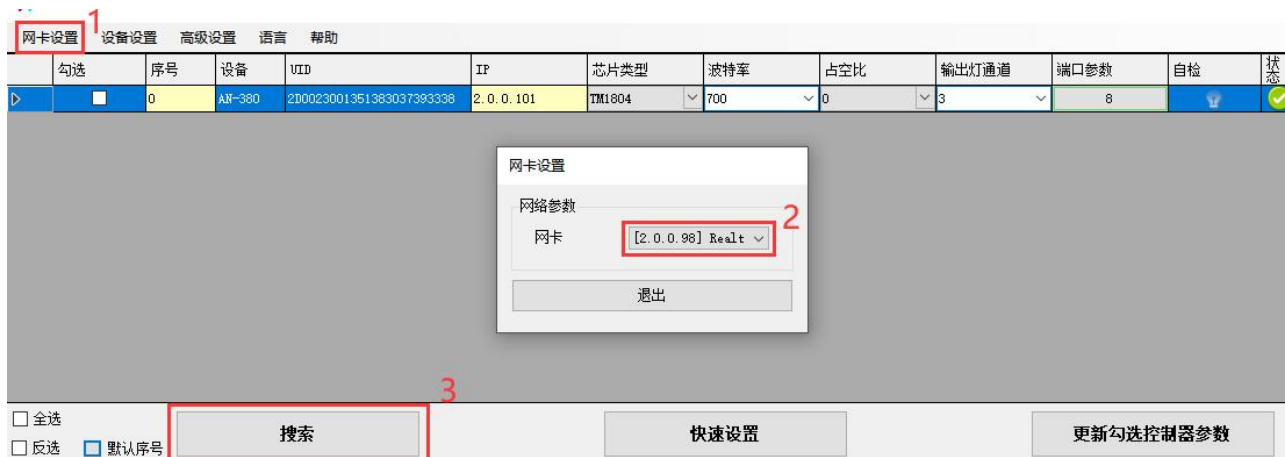 1
网卡设置 设备设置 高级设置 语言 帮助
勾选 序号 设备 UID IP 芯片类型 波特率 占空比 输出灯通道 端口参数 自检 状态
0 AN-380 2D0023001351383037393338 2.0.0.101 TM1804 700 0 3 8
网卡设置
网络参数
2
网卡 [2.0.0.98] Realt
退出
3
全选
搜索 快速设置 更新勾选控制器参数
反选 默认序号